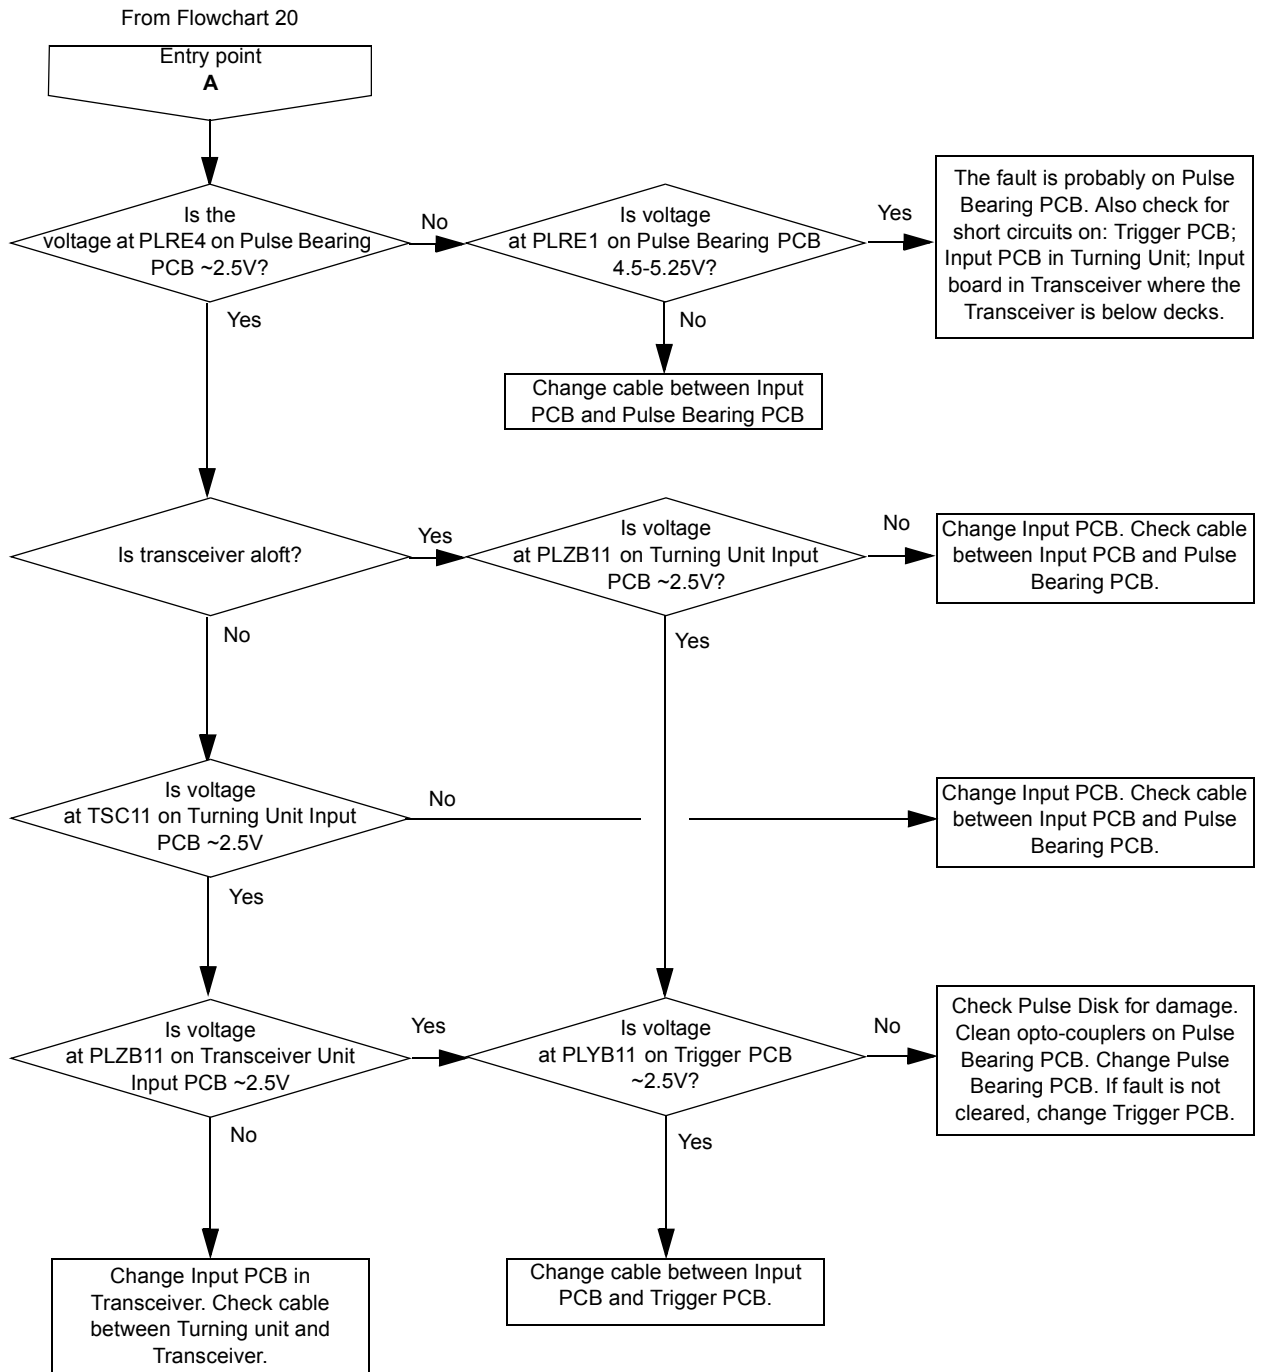 From Flowchart 20
Entry point
A
Is the
voltage at PLRE4 on Pulse Bearing
PCB ~2.5V?
No
Is voltage
at PLRE1 on Pulse Bearing PCB
4.5-5.25V?
Yes
The fault is probably on Pulse
Bearing PCB. Also check for
short circuits on: Trigger PCB;
Input PCB in Turning Unit; Input
board in Transceiver where the
Transceiver is below decks.
Yes
No
Change cable between Input
PCB and Pulse Bearing PCB
Is transceiver aloft?
Yes
Is voltage
at PLZB11 on Turning Unit Input
PCB ~2.5V?
No
Change Input PCB. Check cable
between Input PCB and Pulse
Bearing PCB.
No
Yes
Is voltage
at TSC11 on Turning Unit Input
PCB ~2.5V
No
Change Input PCB. Check cable
between Input PCB and Pulse
Bearing PCB.
Yes
Is voltage
at PLZB11 on Transceiver Unit
Input PCB ~2.5V
Yes
Is voltage
at PLYB11 on Trigger PCB
~2.5V?
No
Check Pulse Disk for damage.
Clean opto-couplers on Pulse
Bearing PCB. Change Pulse
Bearing PCB. If fault is not
cleared, change Trigger PCB.
No
Yes
Change Input PCB in
Transceiver. Check cable
between Turning unit and
Transceiver.
Change cable between Input
PCB and Trigger PCB.